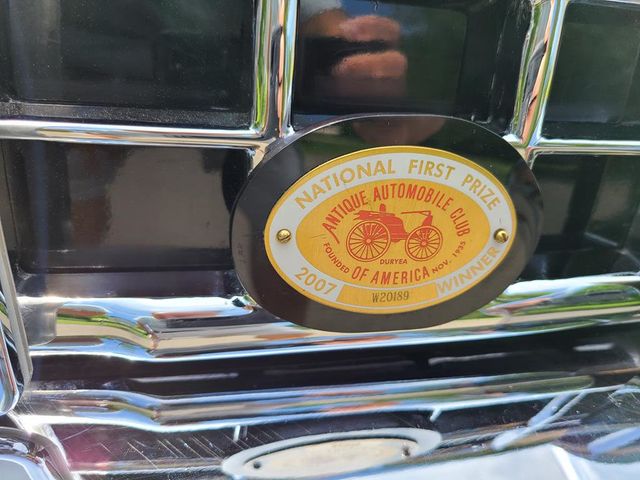 NATIONAL FIRST PRIZE
ANTIQUE AUTOMOBILE CLUB
DURYEA
FOUNDED NOV. 1935
OF AMERICA
2007 WINNER
W20189